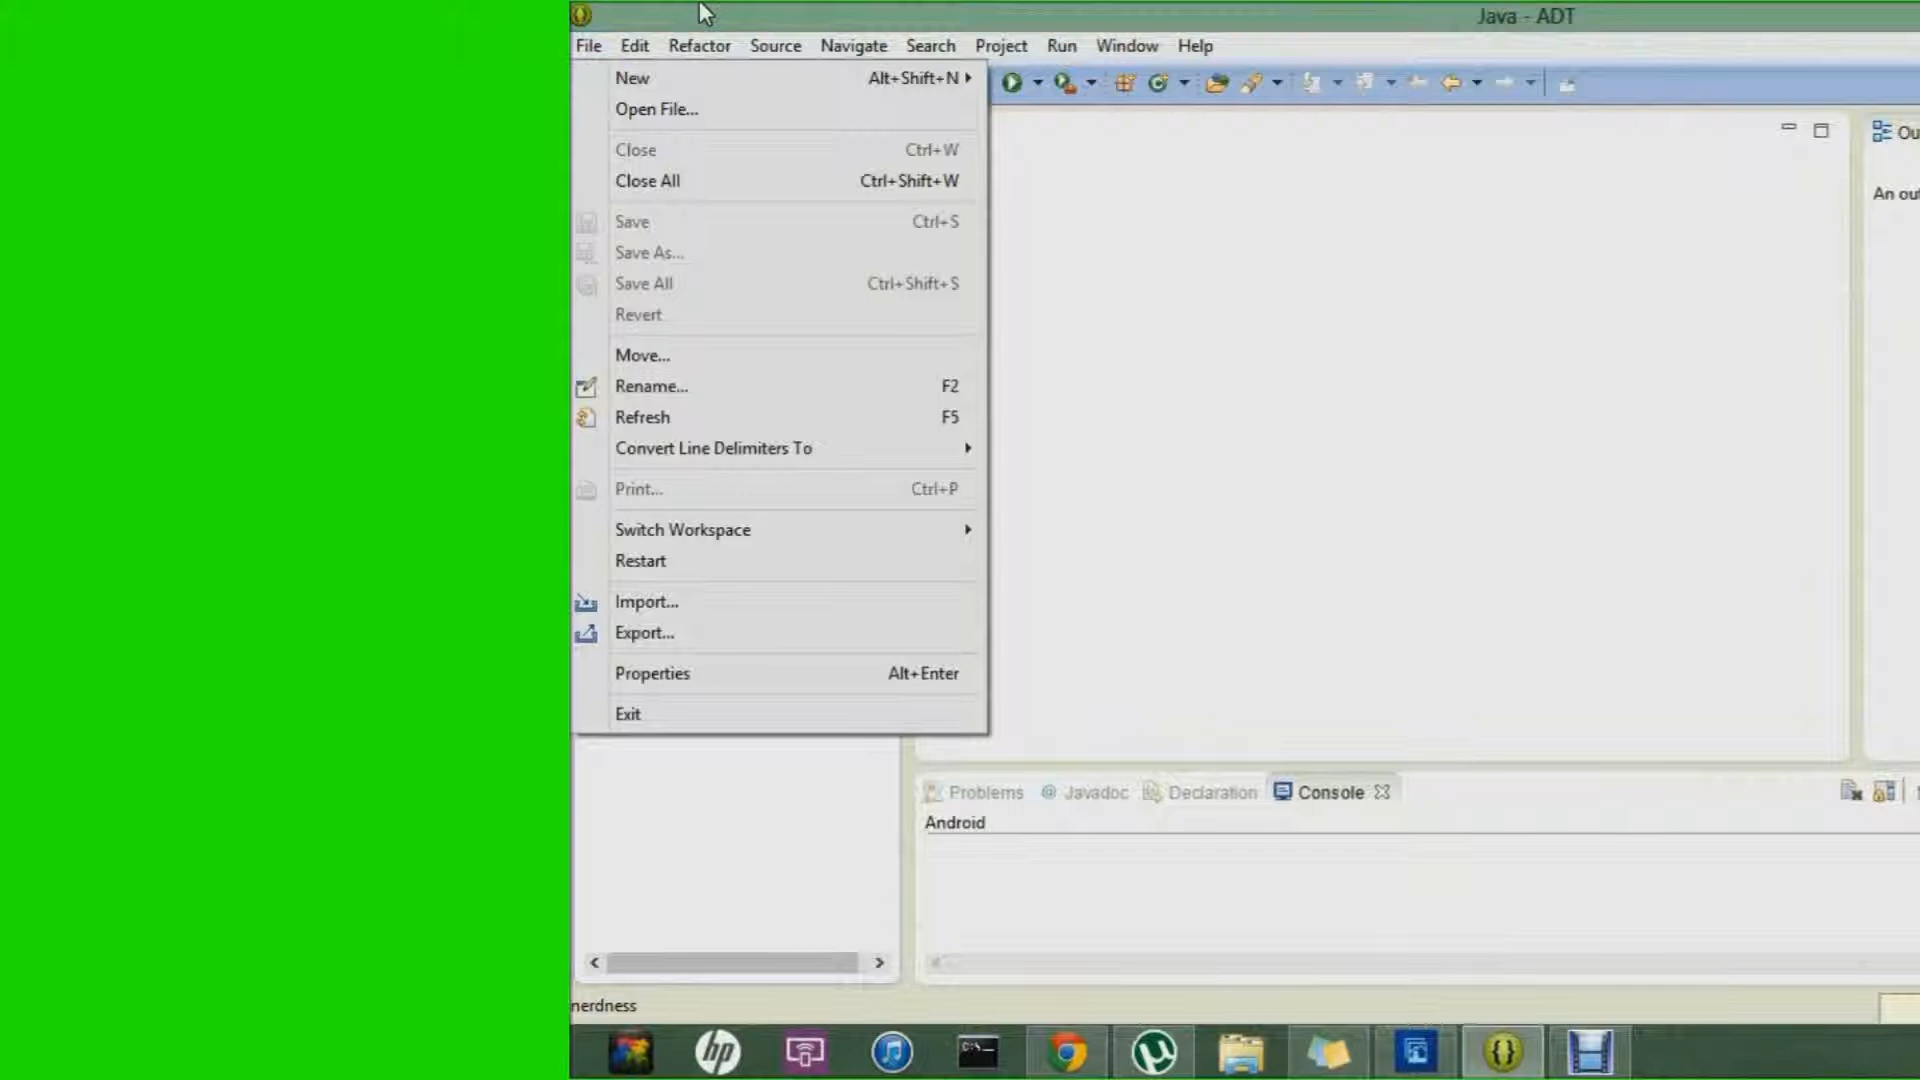 Java - ADT
File Edit Refactor Source Navigate Search Project Run Window Help
New Alt+Shift+N
Open File...
Close Ctrl+W
Close All Ctrl+Shift+W
Save Ctrl+S
Save As...
Save All Ctrl+Shift+S
Revert
Move...
Rename... F2
Refresh F5
Convert Line Delimiters To
Print... Ctrl+P
Switch Workspace
Restart
Import...
Export...
Properties Alt+Enter
Exit
Ou
An out
Problems @ Javadoc Declaration Console
Android
nerdness
hp C:\